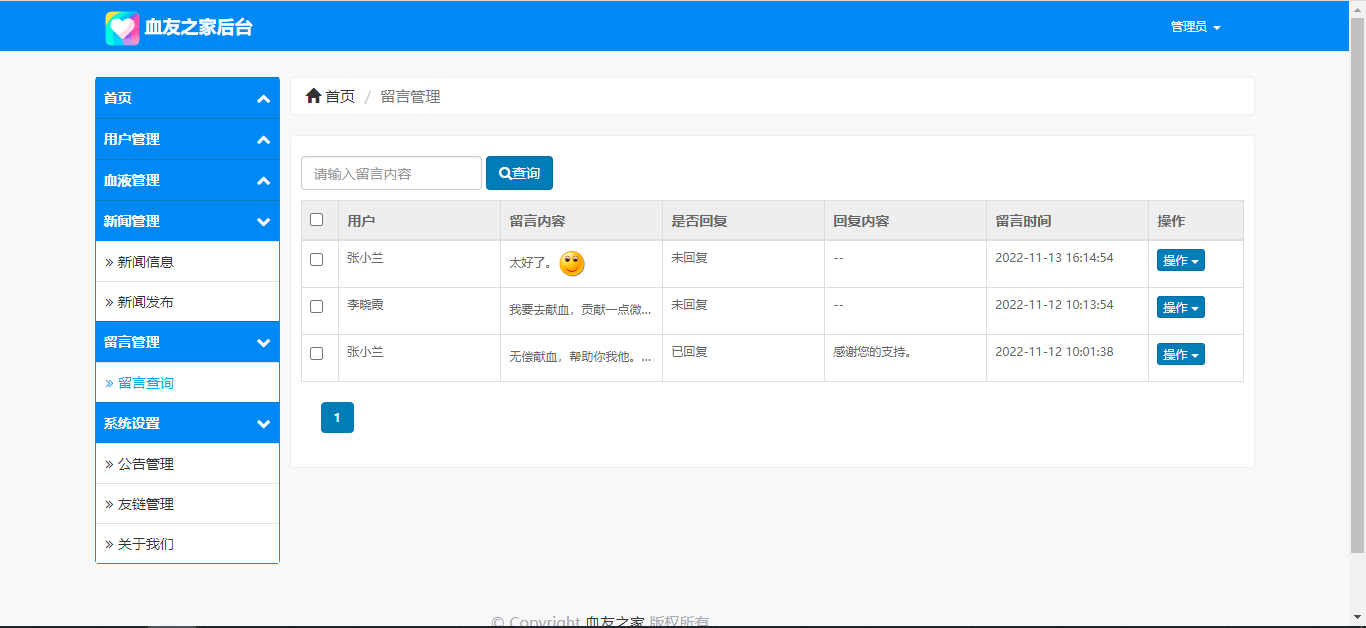 血友之家后台
管理员
首页
用户管理
血液管理
新闻管理
» 新闻信息
» 新闻发布
留言管理
» 留言查询
系统设置
» 公告管理
» 友链管理
» 关于我们
首页 / 留言管理
请输入留言内容 查询
用户 留言内容 是否回复 回复内容 留言时间 操作
张小兰 太好了。 未回复 -- 2022-11-13 16:14:54 操作
李晓霞 我要去献血，贡献一点微... 未回复 -- 2022-11-12 10:13:54 操作
张小兰 无偿献血，帮助你我他。... 已回复 感谢您的支持。 2022-11-12 10:01:38 操作
1
© Copyright 血友之家 版权所有